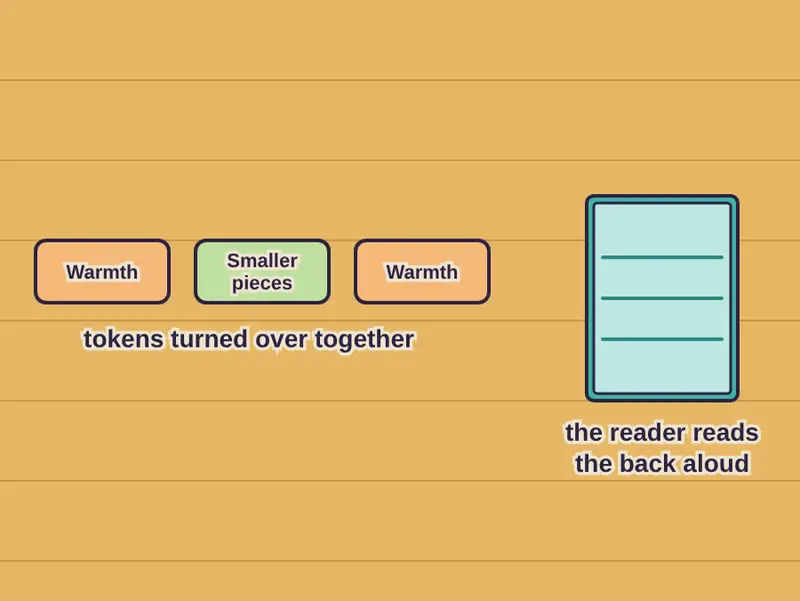 Warmth
Smaller
pieces
Warmth
tokens turned over together
the reader reads
the back aloud